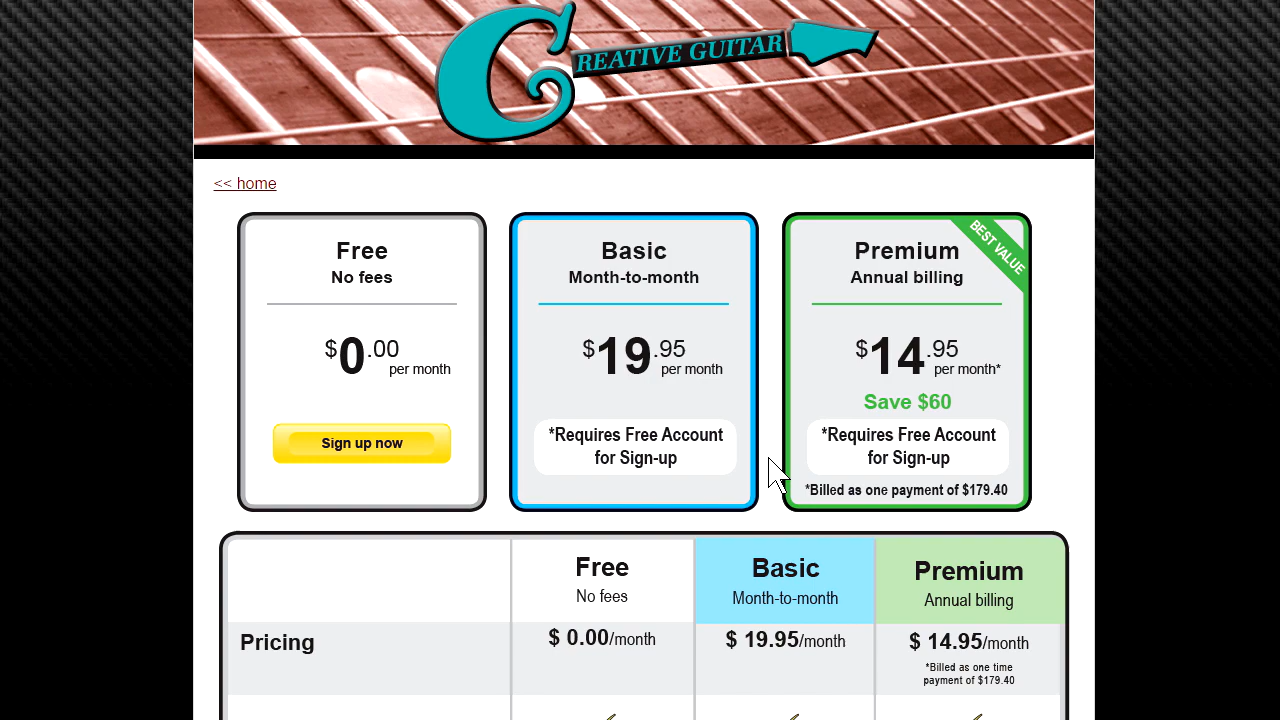 CREATIVE GUITAR
<< home
Free
No fees
$0.00
per month
Sign up now
Basic
Month-to-month
$19.95
per month
*Requires Free Account
for Sign-up
BEST VALUE
Premium
Annual billing
$14.95
per month*
Save $60
*Requires Free Account
for Sign-up
*Billed as one payment of $179.40
Free
No fees
Basic
Month-to-month
Premium
Annual billing
Pricing
$ 0.00/month
$ 19.95/month
$ 14.95/month
*Billed as one time
payment of $179.40